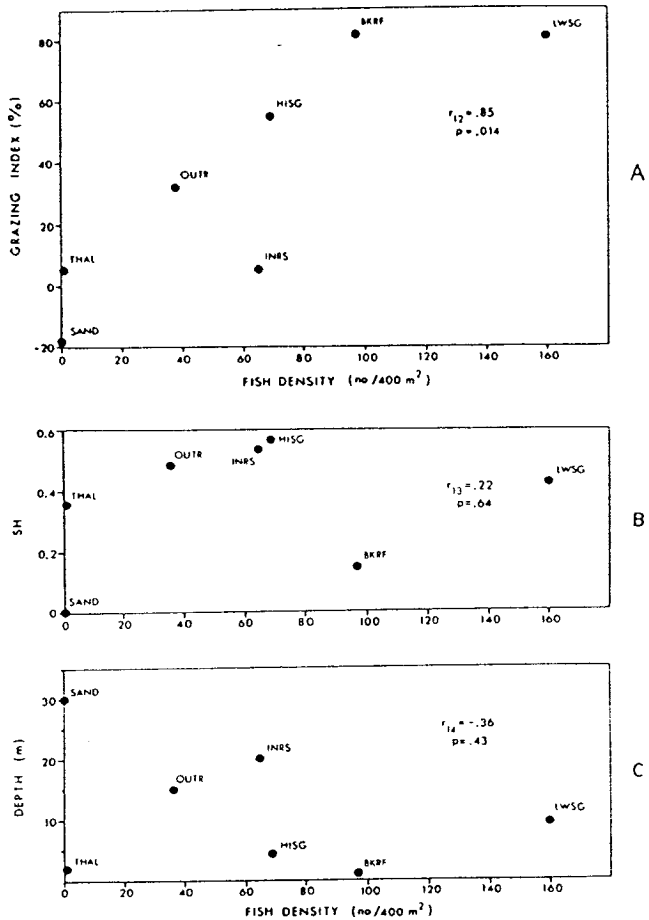 80
60
40
20
0
-20
GRAZING INDEX (%)
BKRF
LWSG
HISG
OUTR
THAL
INRS
SAND
r12=.85
p=.014
A
0 20 40 60 80 100 120 140 160
FISH DENSITY (no/400 m2)
0.6
0.4
0.2
0
SH
OUTR
INRS
HISG
THAL
LWSG
BKRF
SAND
r13=.22
p=.64
B
0 20 40 60 80 100 120 140 160
30
20
10
DEPTH (m)
SAND
INRS
OUTR
HISG
BKRF
LWSG
THAL
r14=-.36
p=.43
C
0 20 40 60 80 100 120 140 160
FISH DENSITY (no/400 m2)